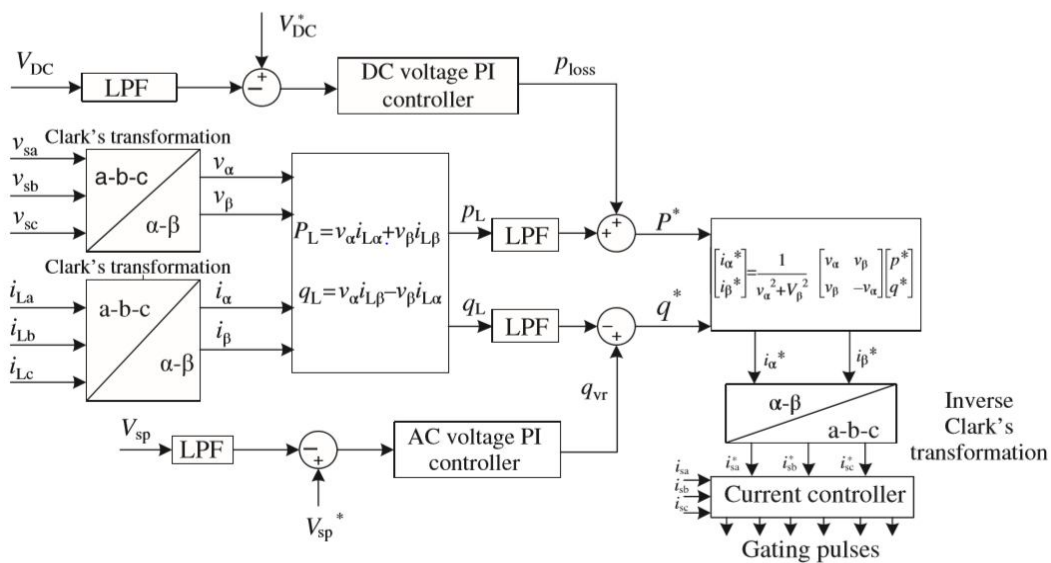 V*DC
VDC
LPF
− +
DC voltage PI
controller
ploss
Clark's transformation
vsa
vsb
vsc
a-b-c
α-β
vα
vβ
PL=vαiLα+vβiLβ
qL=vαiLβ−vβiLα
pL
LPF
+ +
P*
Clark's transformation
iLa
iLb
iLc
a-b-c
α-β
iα
iβ
qL
LPF
− +
q*
[iα* iβ*]=1/(vα²+Vβ²) [vα vβ vβ −vα][p* q*]
iα*
iβ*
qvr
Vsp
LPF
− +
Vsp*
AC voltage PI
controller
α-β
a-b-c
Inverse
Clark's
transformation
i*sa
i*sb
i*sc
isa
isb
isc
Current controller
Gating pulses